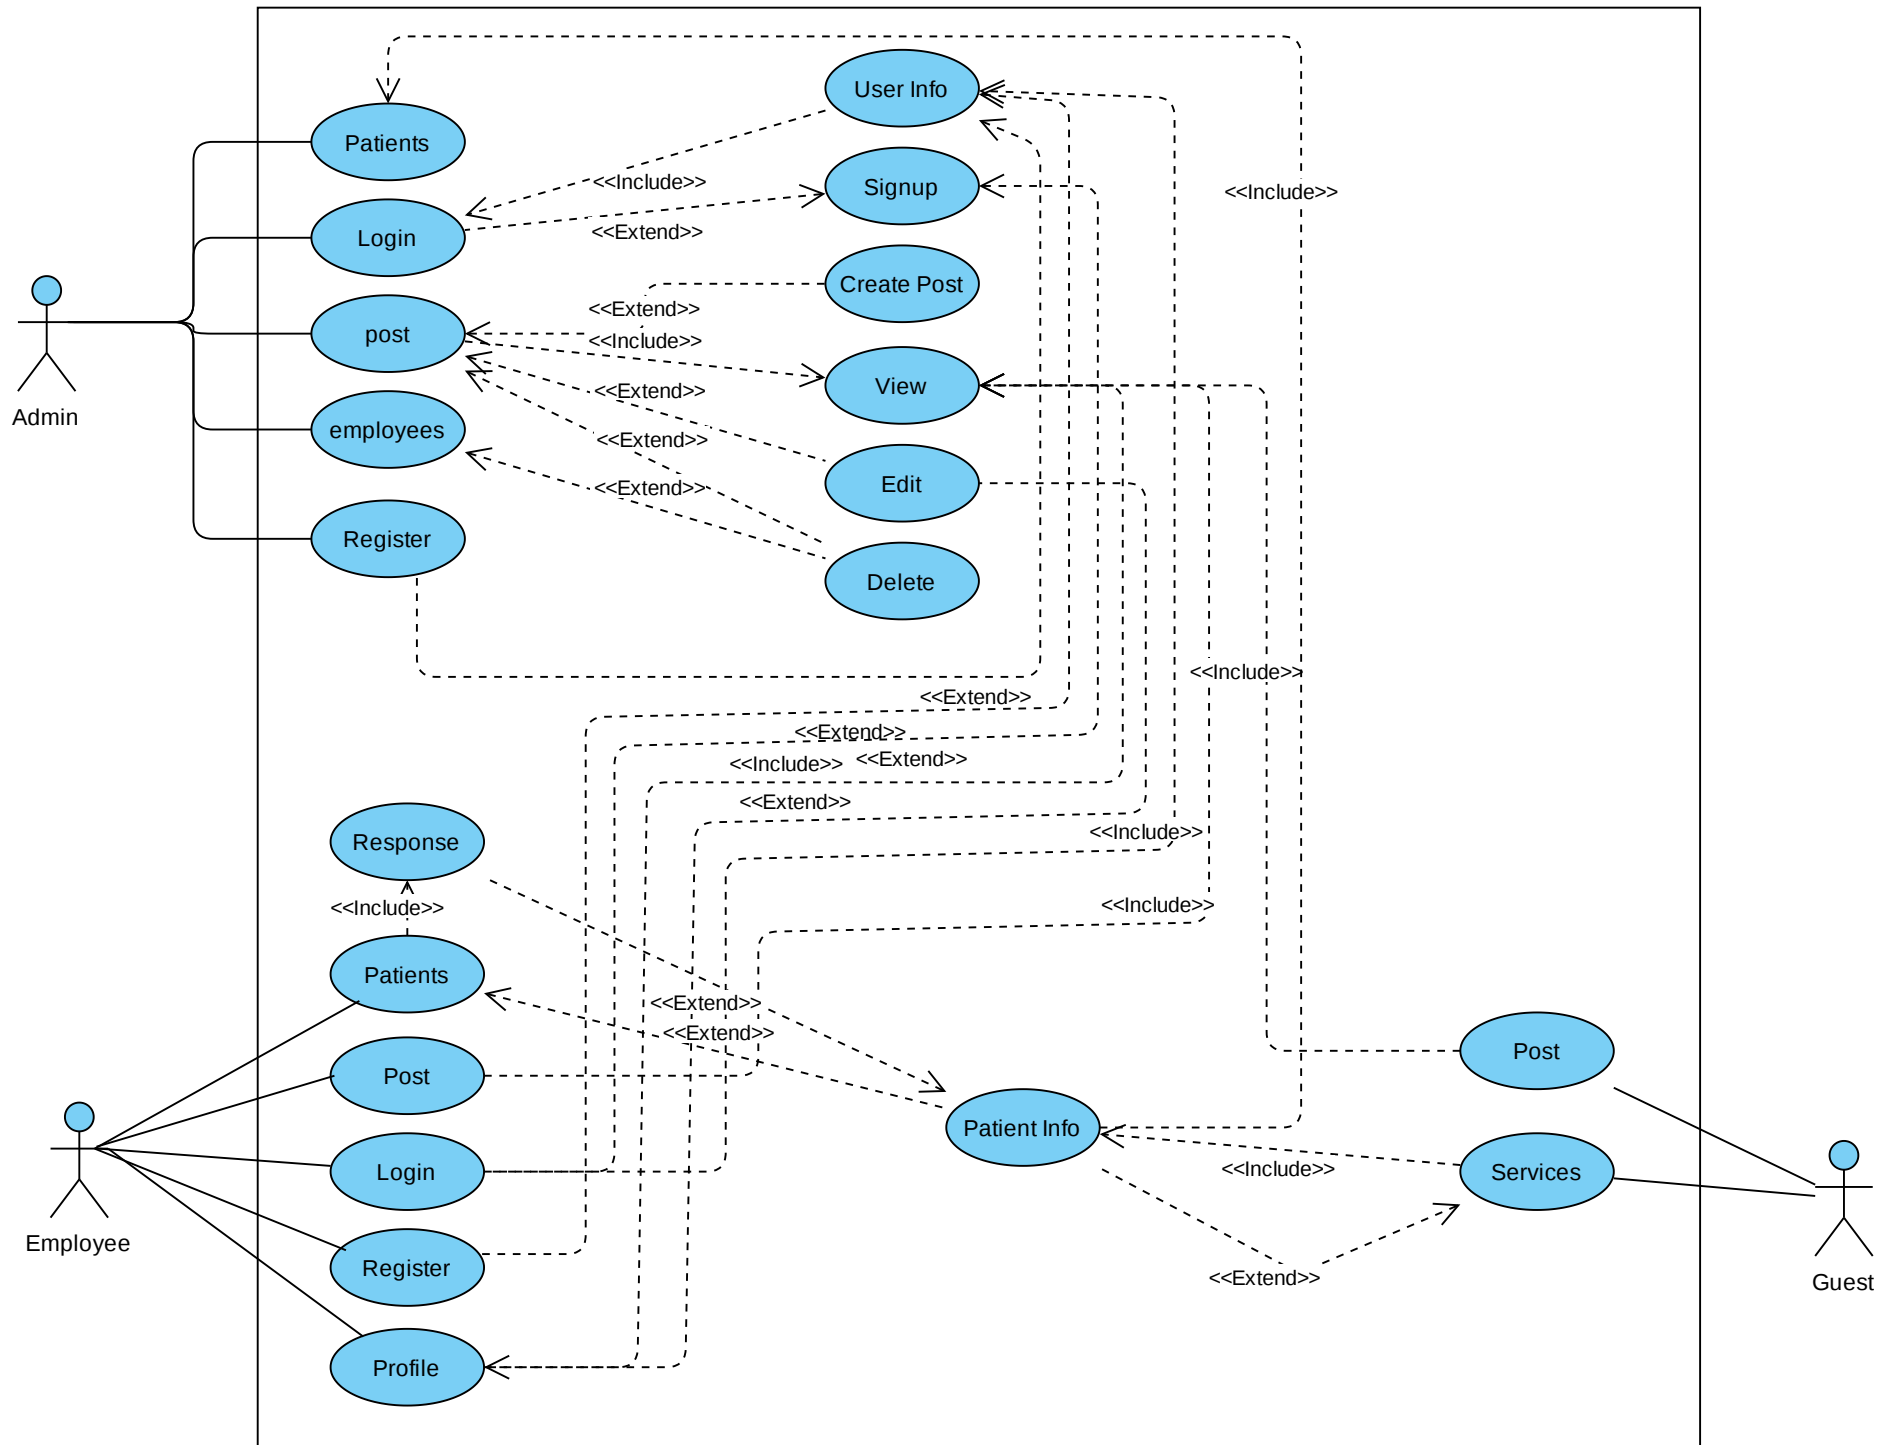 User Info
Patients
<<Include>>
Signup
<<Include>>
Login
<<Extend>>
Create Post
<<Extend>>
post
<<Include>>
View
<<Extend>>
Admin
employees
<<Extend>>
Edit
<<Extend>>
Register
Delete
<<Include>>
<<Extend>>
<<Extend>>
<<Extend>>
<<Include>>
<<Extend>>
<<Include>>
Response
<<Include>>
<<Include>>
Patients
<<Extend>>
<<Extend>>
Post
Post
Patient Info
Login
<<Include>>
Services
Employee
Register
<<Extend>>
Guest
Profile